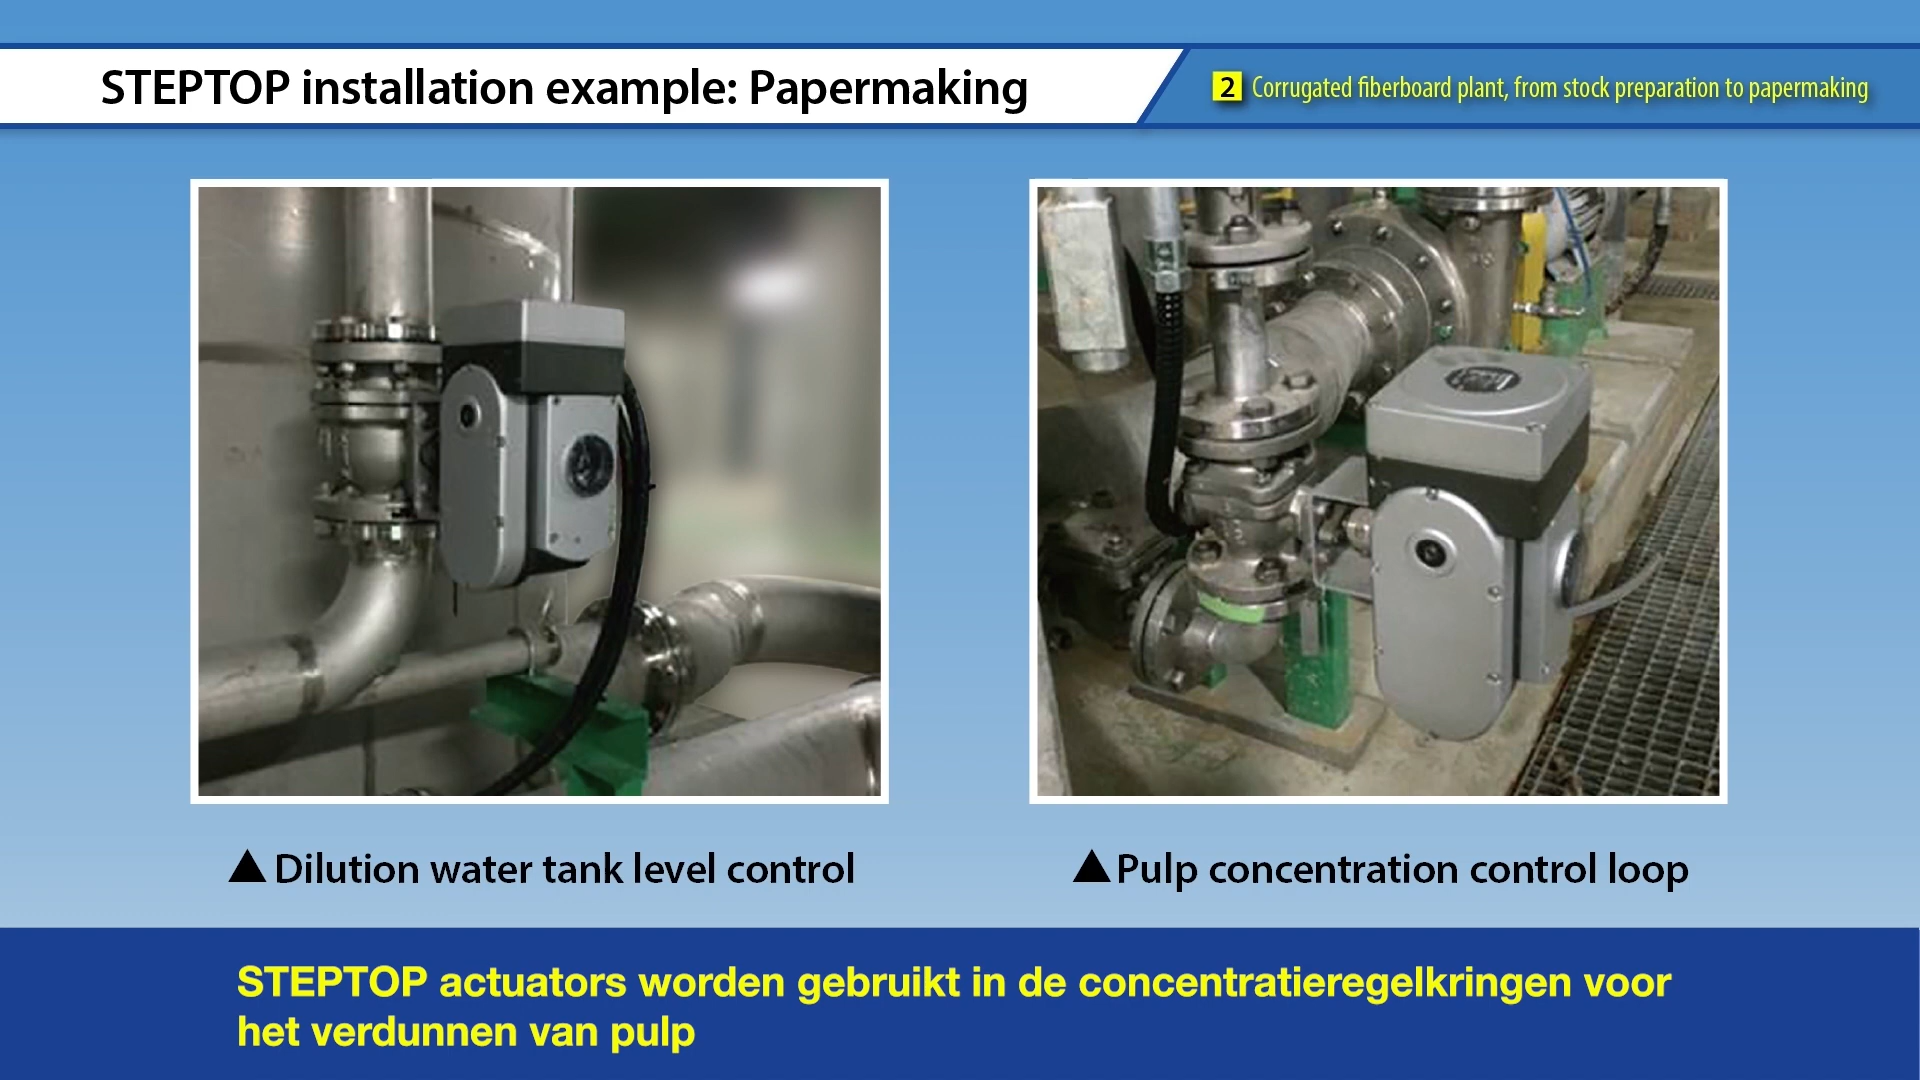 STEPTOP installation example: Papermaking
2 Corrugated fiberboard plant, from stock preparation to papermaking
▲ Dilution water tank level control
▲ Pulp concentration control loop
STEPTOP actuators worden gebruikt in de concentratieregelkringen voor
het verdunnen van pulp